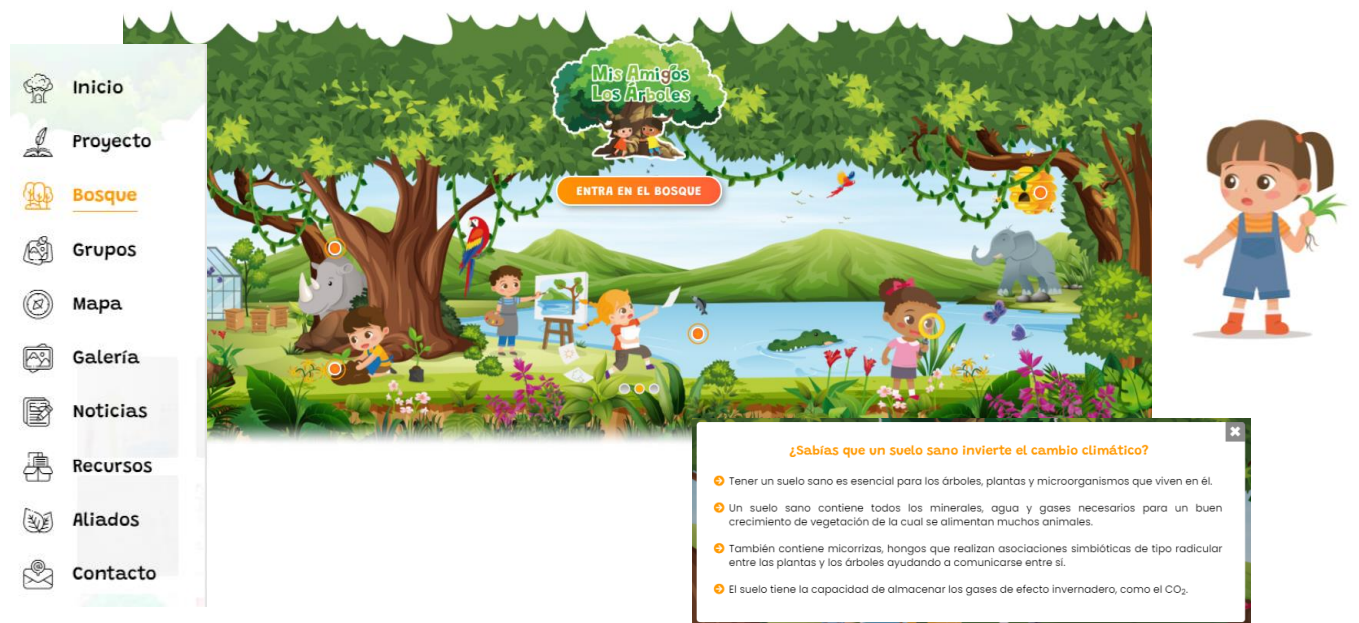 Inicio
Proyecto
Bosque
Grupos
Mapa
Galería
Noticias
Recursos
Aliados
Contacto
Mis Amigos
Los Árboles
ENTRA EN EL BOSQUE
¿Sabías que un suelo sano invierte el cambio climático?
Tener un suelo sano es esencial para los árboles, plantas y microorganismos que viven en él.
Un suelo sano contiene todos los minerales, agua y gases necesarios para un buen
crecimiento de vegetación de la cual se alimentan muchos animales.
También contiene micorrizas, hongos que realizan asociaciones simbióticas de tipo radicular
entre las plantas y los árboles ayudando a comunicarse entre sí.
El suelo tiene la capacidad de almacenar los gases de efecto invernadero, como el CO₂.